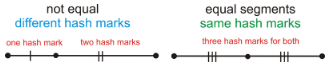 not equal
different hash marks
one hash mark
two hash marks
equal segments
same hash marks
three hash marks for both